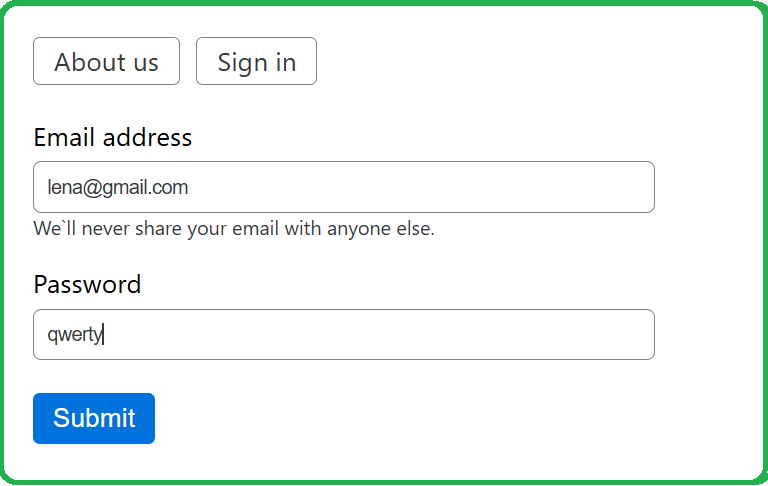 About us Sign in
Email address
lena@gmail.com
We`ll never share your email with anyone else.
Password
qwerty
Submit